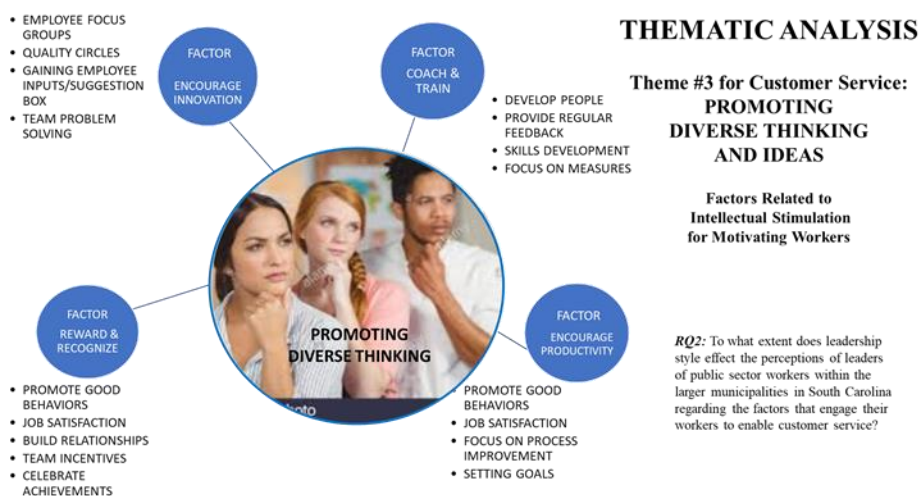 • EMPLOYEE FOCUS
GROUPS
• QUALITY CIRCLES
• GAINING EMPLOYEE
INPUTS/SUGGESTION
BOX
• TEAM PROBLEM
SOLVING
FACTOR
ENCOURAGE
INNOVATION
FACTOR
COACH &
TRAIN
• DEVELOP PEOPLE
• PROVIDE REGULAR
FEEDBACK
• SKILLS DEVELOPMENT
• FOCUS ON MEASURES
PROMOTING
DIVERSE THINKING
FACTOR
REWARD &
RECOGNIZE
• PROMOTE GOOD
BEHAVIORS
• JOB SATISFACTION
• BUILD RELATIONSHIPS
• TEAM INCENTIVES
• CELEBRATE
ACHIEVEMENTS
FACTOR
ENCOURAGE
PRODUCTIVITY
• PROMOTE GOOD
BEHAVIORS
• JOB SATISFACTION
• FOCUS ON PROCESS
IMPROVEMENT
• SETTING GOALS
THEMATIC ANALYSIS
Theme #3 for Customer Service:
PROMOTING
DIVERSE THINKING
AND IDEAS
Factors Related to
Intellectual Stimulation
for Motivating Workers
RQ2: To what extent does leadership
style effect the perceptions of leaders
of public sector workers within the
larger municipalities in South Carolina
regarding the factors that engage their
workers to enable customer service?